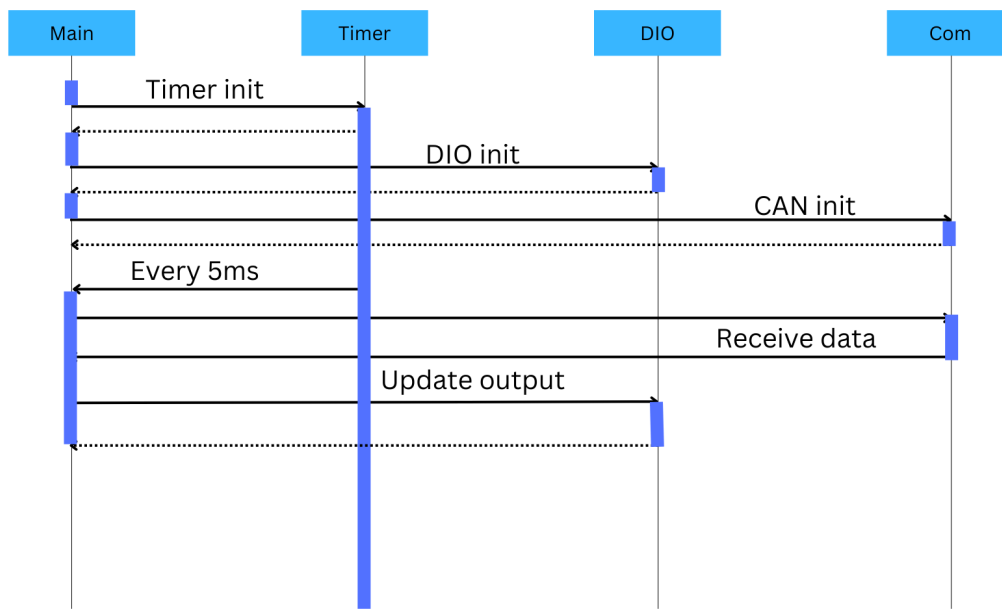 Main
Timer
DIO
Com
Timer init
DIO init
CAN init
Every 5ms
Receive data
Update output